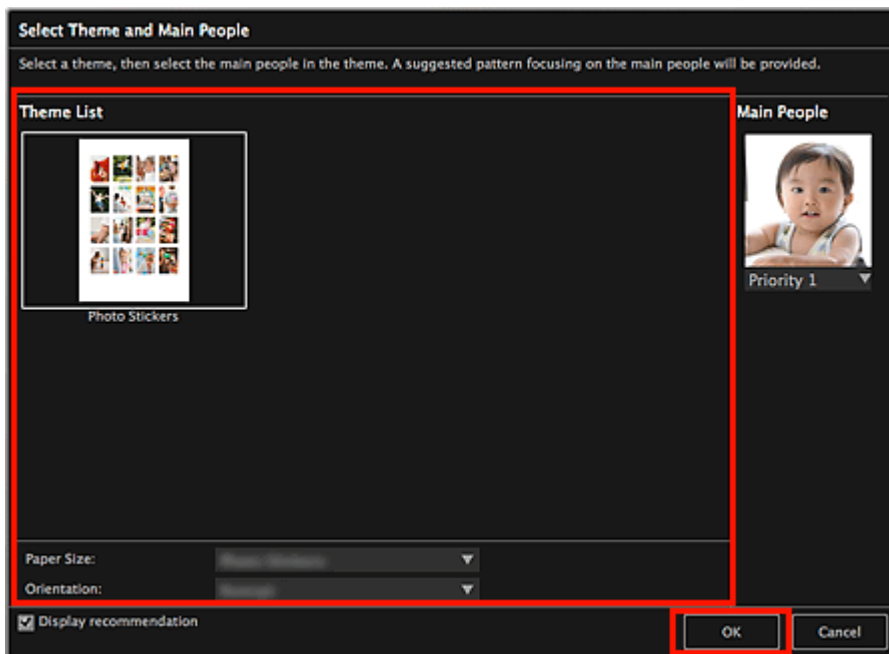 Select Theme and Main People
Select a theme, then select the main people in the theme. A suggested pattern focusing on the main people will be provided.
Theme List
Main People
Photo Stickers
Priority 1
Paper Size:
Orientation:
Display recommendation
OK
Cancel